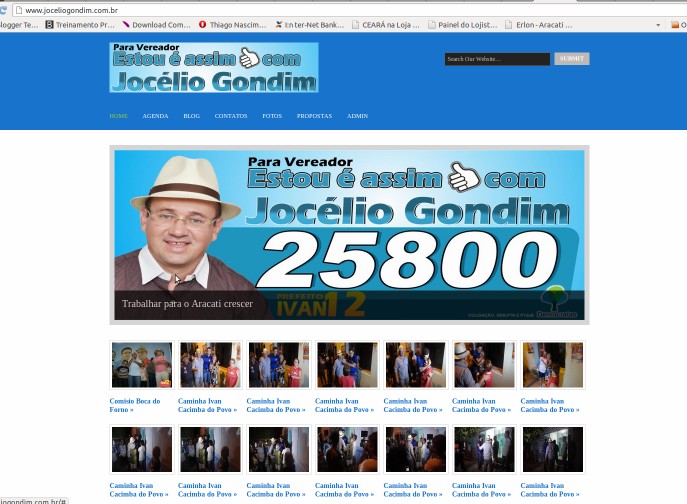 www.joceliogondim.com.br
logger Te...
Treinamento Pr...
Download Com...
Thiago Nascim...
Inter-Net Bank...
CEARÁ na Loja ...
Painel do Lojist...
Erlon - Aracati ...
Para Vereador
Estou é assim com
Jocélio Gondim
Search Our Website...
SUBMIT
HOME AGENDA BLOG CONTATOS FOTOS PROPOSTAS ADMIN
Para Vereador
Estou é assim com
Jocélio Gondim
25800
Trabalhar para o Aracati crescer
PREFEITO
IVAN 12
Democratas
Comísio Boca do
Forno »
Caminha Ivan
Cacimba do Povo »
Caminha Ivan
Cacimba do Povo »
Caminha Ivan
Cacimba do Povo »
Caminha Ivan
Cacimba do Povo »
Caminha Ivan
Cacimba do Povo »
Caminha Ivan
Cacimba do Povo »
Caminha Ivan
Cacimba do Povo »
Caminha Ivan
Cacimba do Povo »
Caminha Ivan
Cacimba do Povo »
Caminha Ivan
Cacimba do Povo »
Caminha Ivan
Cacimba do Povo »
Caminha Ivan
Cacimba do Povo »
Caminha Ivan
Cacimba do Povo »
iogondim.com.br/#